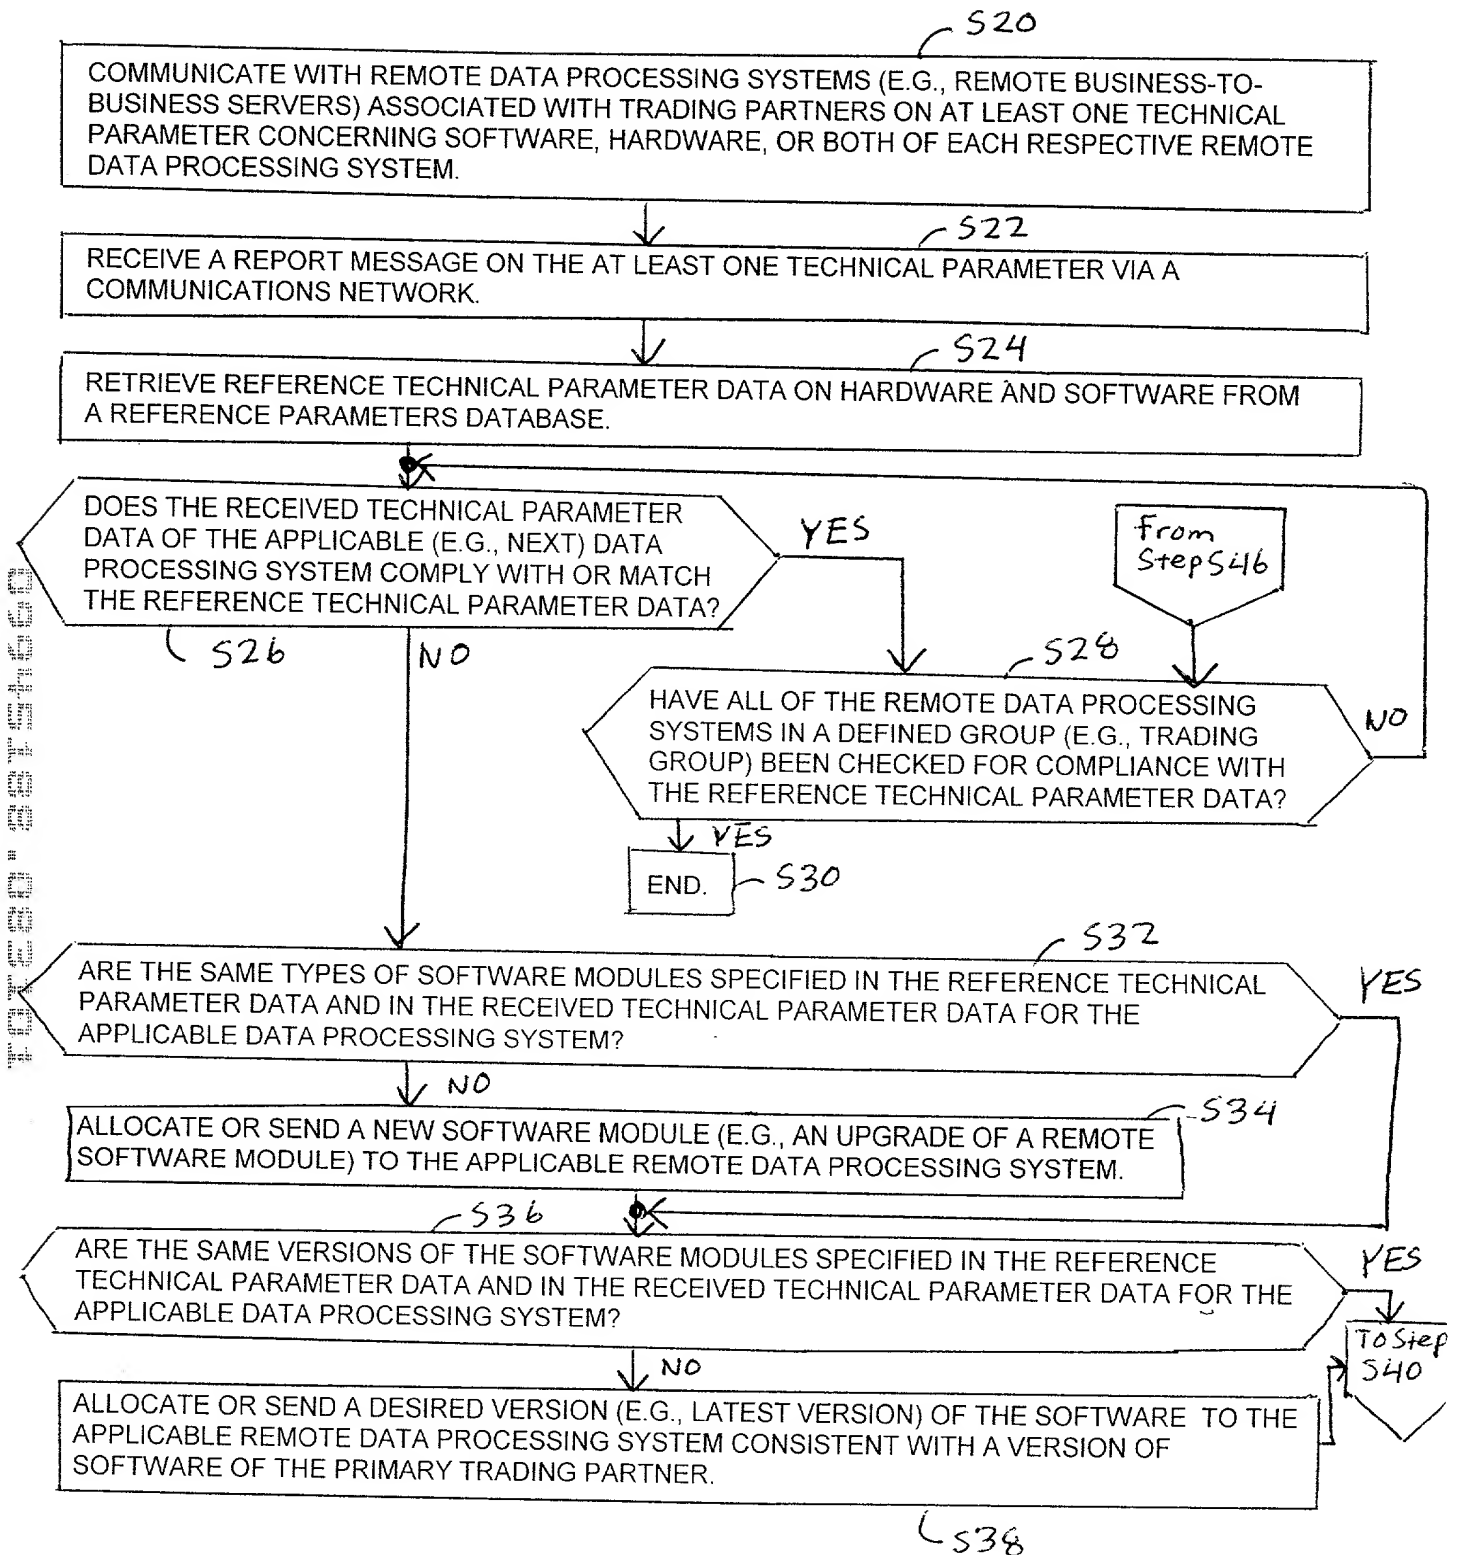 S20
COMMUNICATE WITH REMOTE DATA PROCESSING SYSTEMS (E.G., REMOTE BUSINESS-TO-
BUSINESS SERVERS) ASSOCIATED WITH TRADING PARTNERS ON AT LEAST ONE TECHNICAL
PARAMETER CONCERNING SOFTWARE, HARDWARE, OR BOTH OF EACH RESPECTIVE REMOTE
DATA PROCESSING SYSTEM.
S22
RECEIVE A REPORT MESSAGE ON THE AT LEAST ONE TECHNICAL PARAMETER VIA A
COMMUNICATIONS NETWORK.
S24
RETRIEVE REFERENCE TECHNICAL PARAMETER DATA ON HARDWARE AND SOFTWARE FROM
A REFERENCE PARAMETERS DATABASE.
DOES THE RECEIVED TECHNICAL PARAMETER
DATA OF THE APPLICABLE (E.G., NEXT) DATA
PROCESSING SYSTEM COMPLY WITH OR MATCH
THE REFERENCE TECHNICAL PARAMETER DATA?
YES
From
Step S46
S26
NO
S28
HAVE ALL OF THE REMOTE DATA PROCESSING
SYSTEMS IN A DEFINED GROUP (E.G., TRADING
GROUP) BEEN CHECKED FOR COMPLIANCE WITH
THE REFERENCE TECHNICAL PARAMETER DATA?
NO
YES
END.
S30
S32
ARE THE SAME TYPES OF SOFTWARE MODULES SPECIFIED IN THE REFERENCE TECHNICAL
PARAMETER DATA AND IN THE RECEIVED TECHNICAL PARAMETER DATA FOR THE
APPLICABLE DATA PROCESSING SYSTEM?
YES
NO
S34
ALLOCATE OR SEND A NEW SOFTWARE MODULE (E.G., AN UPGRADE OF A REMOTE
SOFTWARE MODULE) TO THE APPLICABLE REMOTE DATA PROCESSING SYSTEM.
S36
ARE THE SAME VERSIONS OF THE SOFTWARE MODULES SPECIFIED IN THE REFERENCE
TECHNICAL PARAMETER DATA AND IN THE RECEIVED TECHNICAL PARAMETER DATA FOR THE
APPLICABLE DATA PROCESSING SYSTEM?
YES
To Step
S40
NO
ALLOCATE OR SEND A DESIRED VERSION (E.G., LATEST VERSION) OF THE SOFTWARE TO THE
APPLICABLE REMOTE DATA PROCESSING SYSTEM CONSISTENT WITH A VERSION OF
SOFTWARE OF THE PRIMARY TRADING PARTNER.
S38